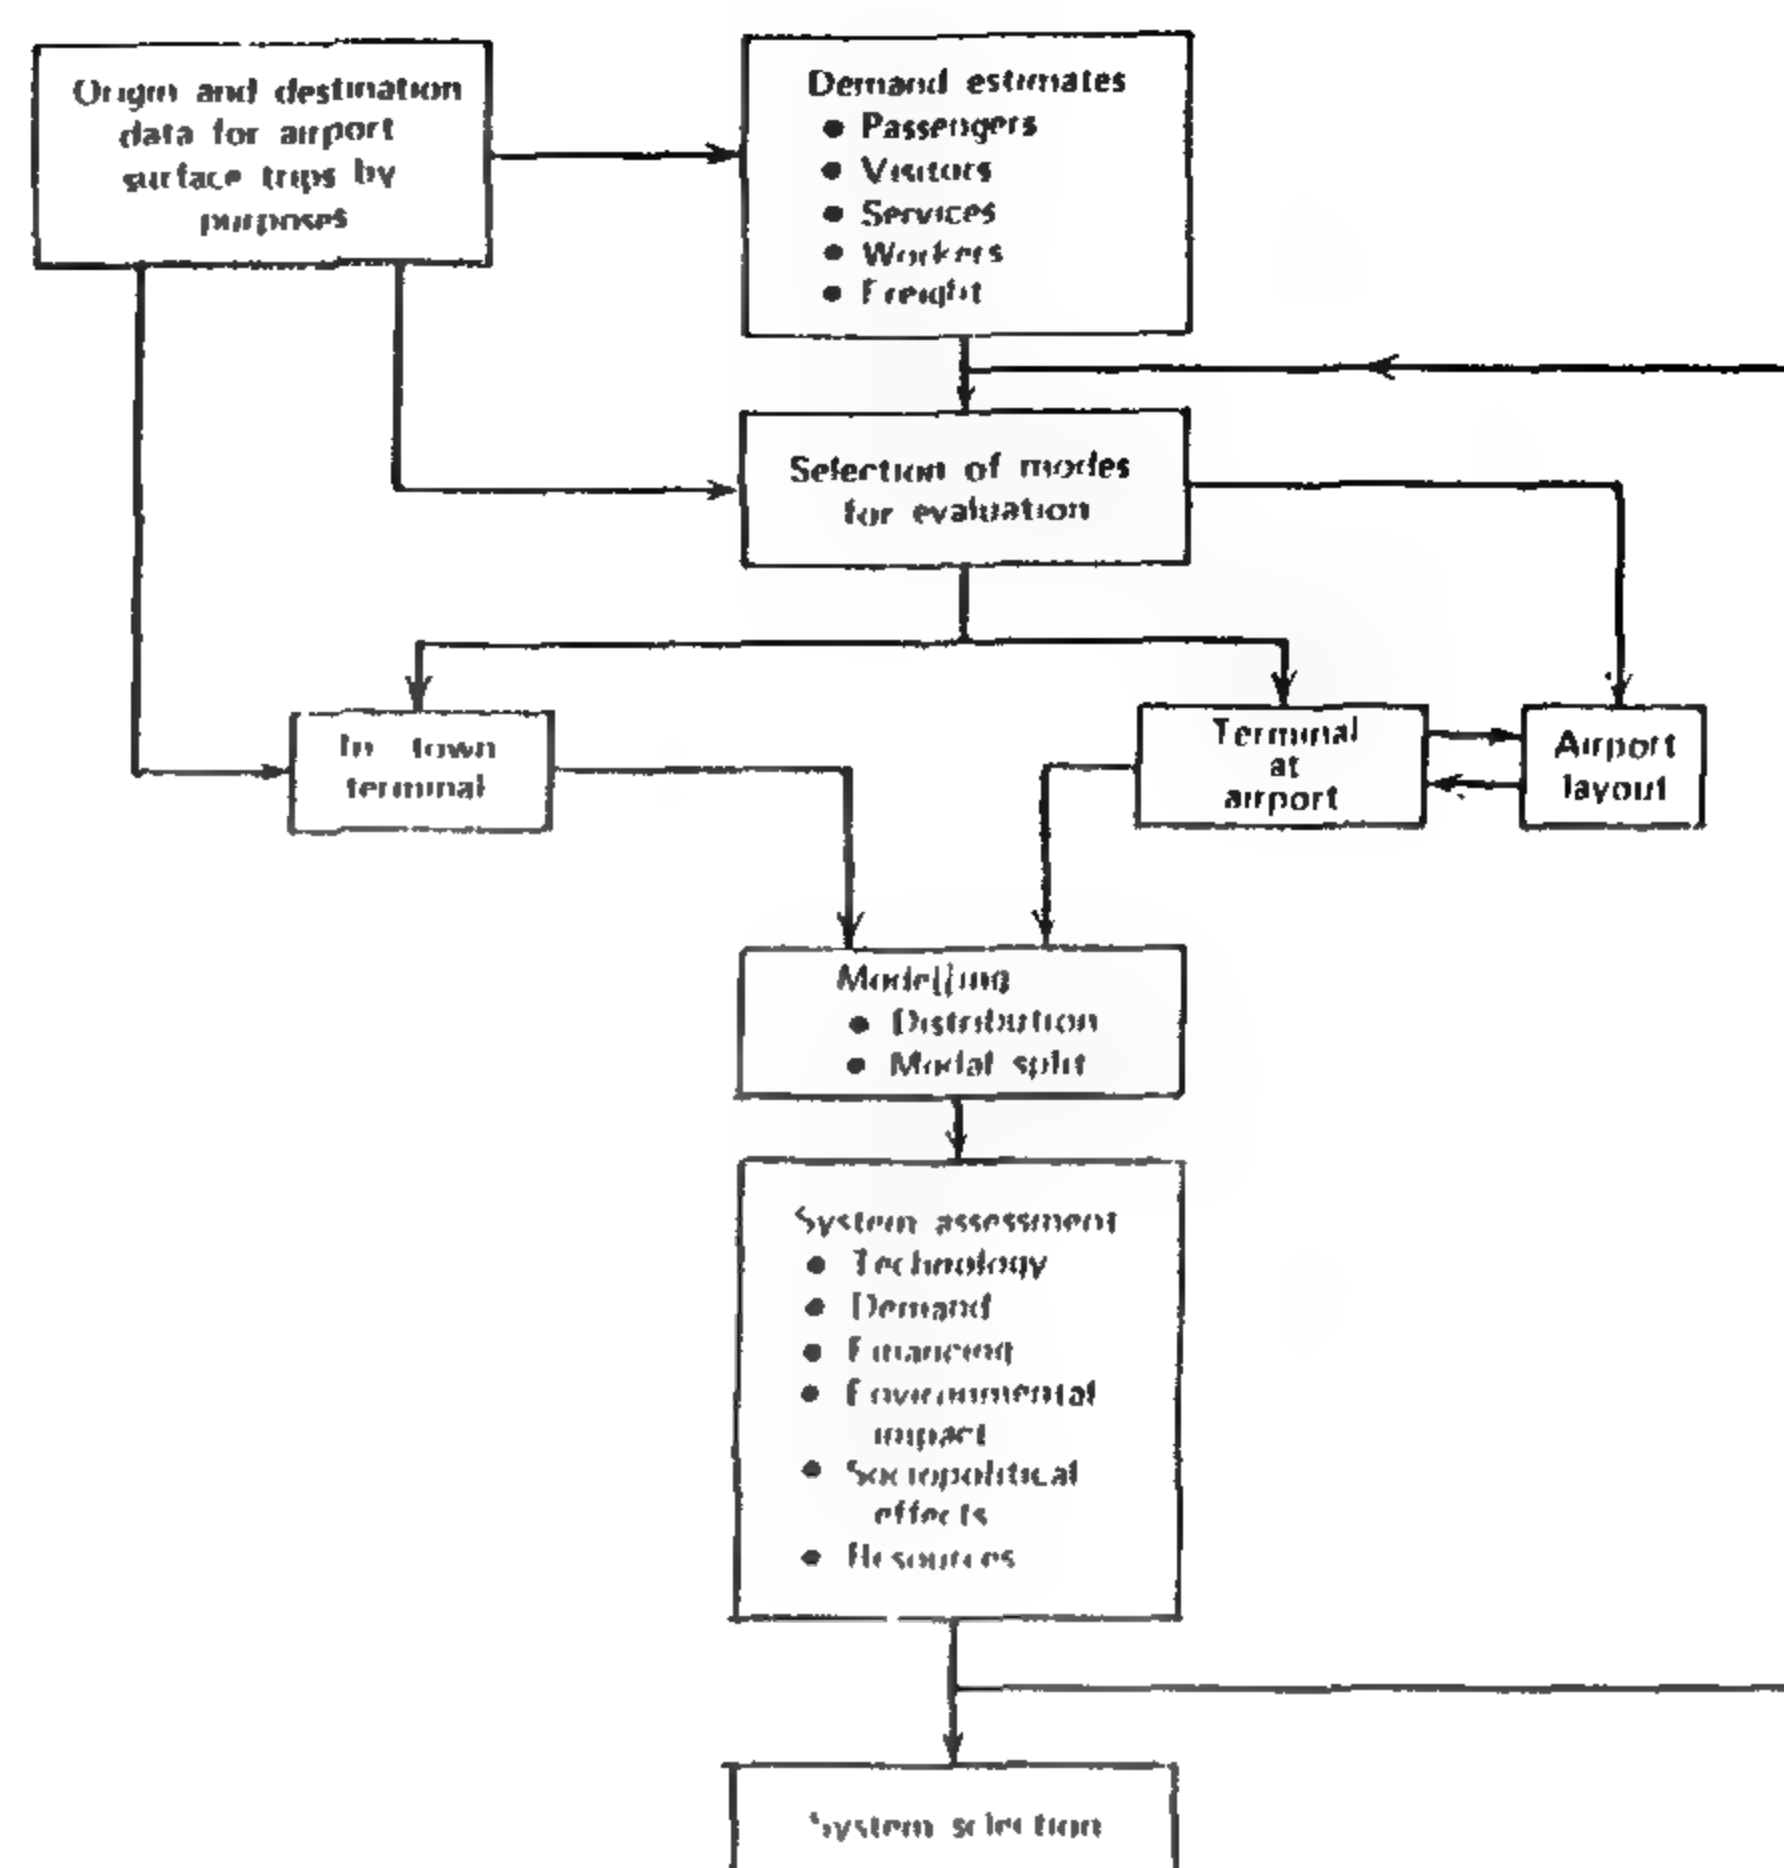 Origin and destination
data for airport
surface trips by
purposes
Demand estimates
• Passengers
• Visitors
• Services
• Workers
• Freight
Selection of modes
for evaluation
In town
terminal
Terminal
at
airport
Airport
layout
Modelling
• Distribution
• Modal split
System assessment
• Technology
• Demand
• Financing
• Environmental
impact
• Sociopolitical
effects
• Resources
System selection